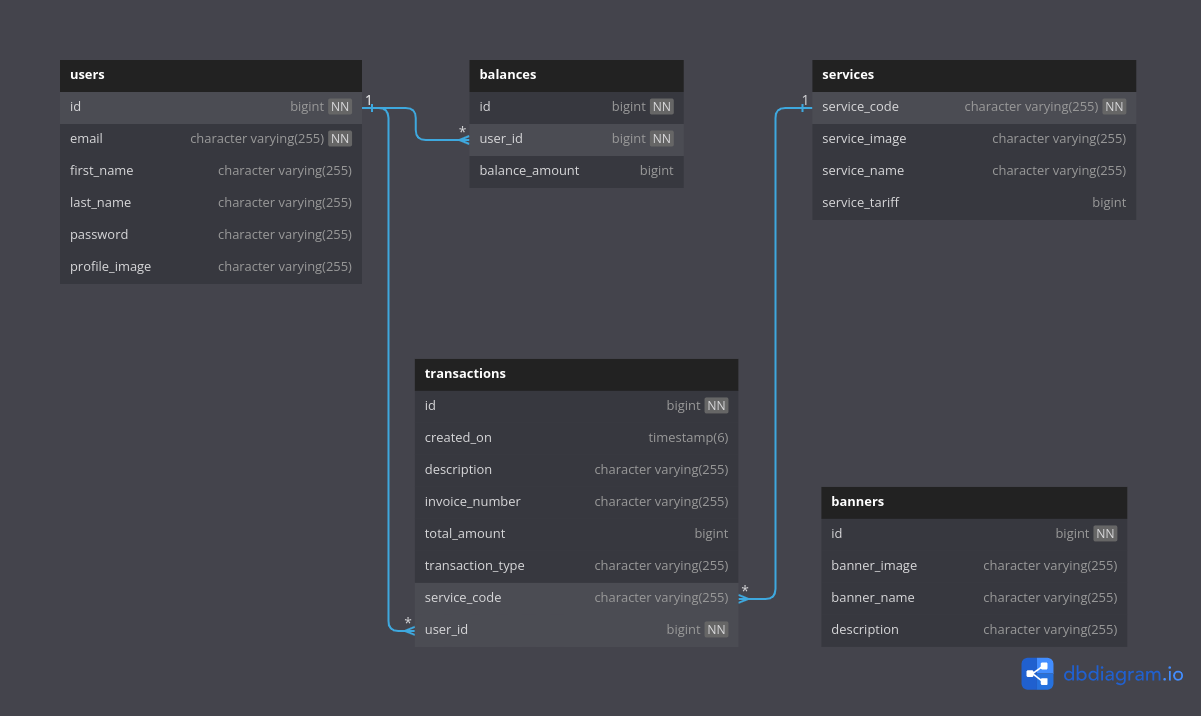 users
id bigint NN
email character varying(255) NN
first_name character varying(255)
last_name character varying(255)
password character varying(255)
profile_image character varying(255)
1
*
balances
id bigint NN
user_id bigint NN
balance_amount bigint
1
services
service_code character varying(255) NN
service_image character varying(255)
service_name character varying(255)
service_tariff bigint
transactions
id bigint NN
created_on timestamp(6)
description character varying(255)
invoice_number character varying(255)
total_amount bigint
transaction_type character varying(255)
service_code character varying(255)
*
*
user_id bigint NN
banners
id bigint NN
banner_image character varying(255)
banner_name character varying(255)
description character varying(255)
dbdiagram.io